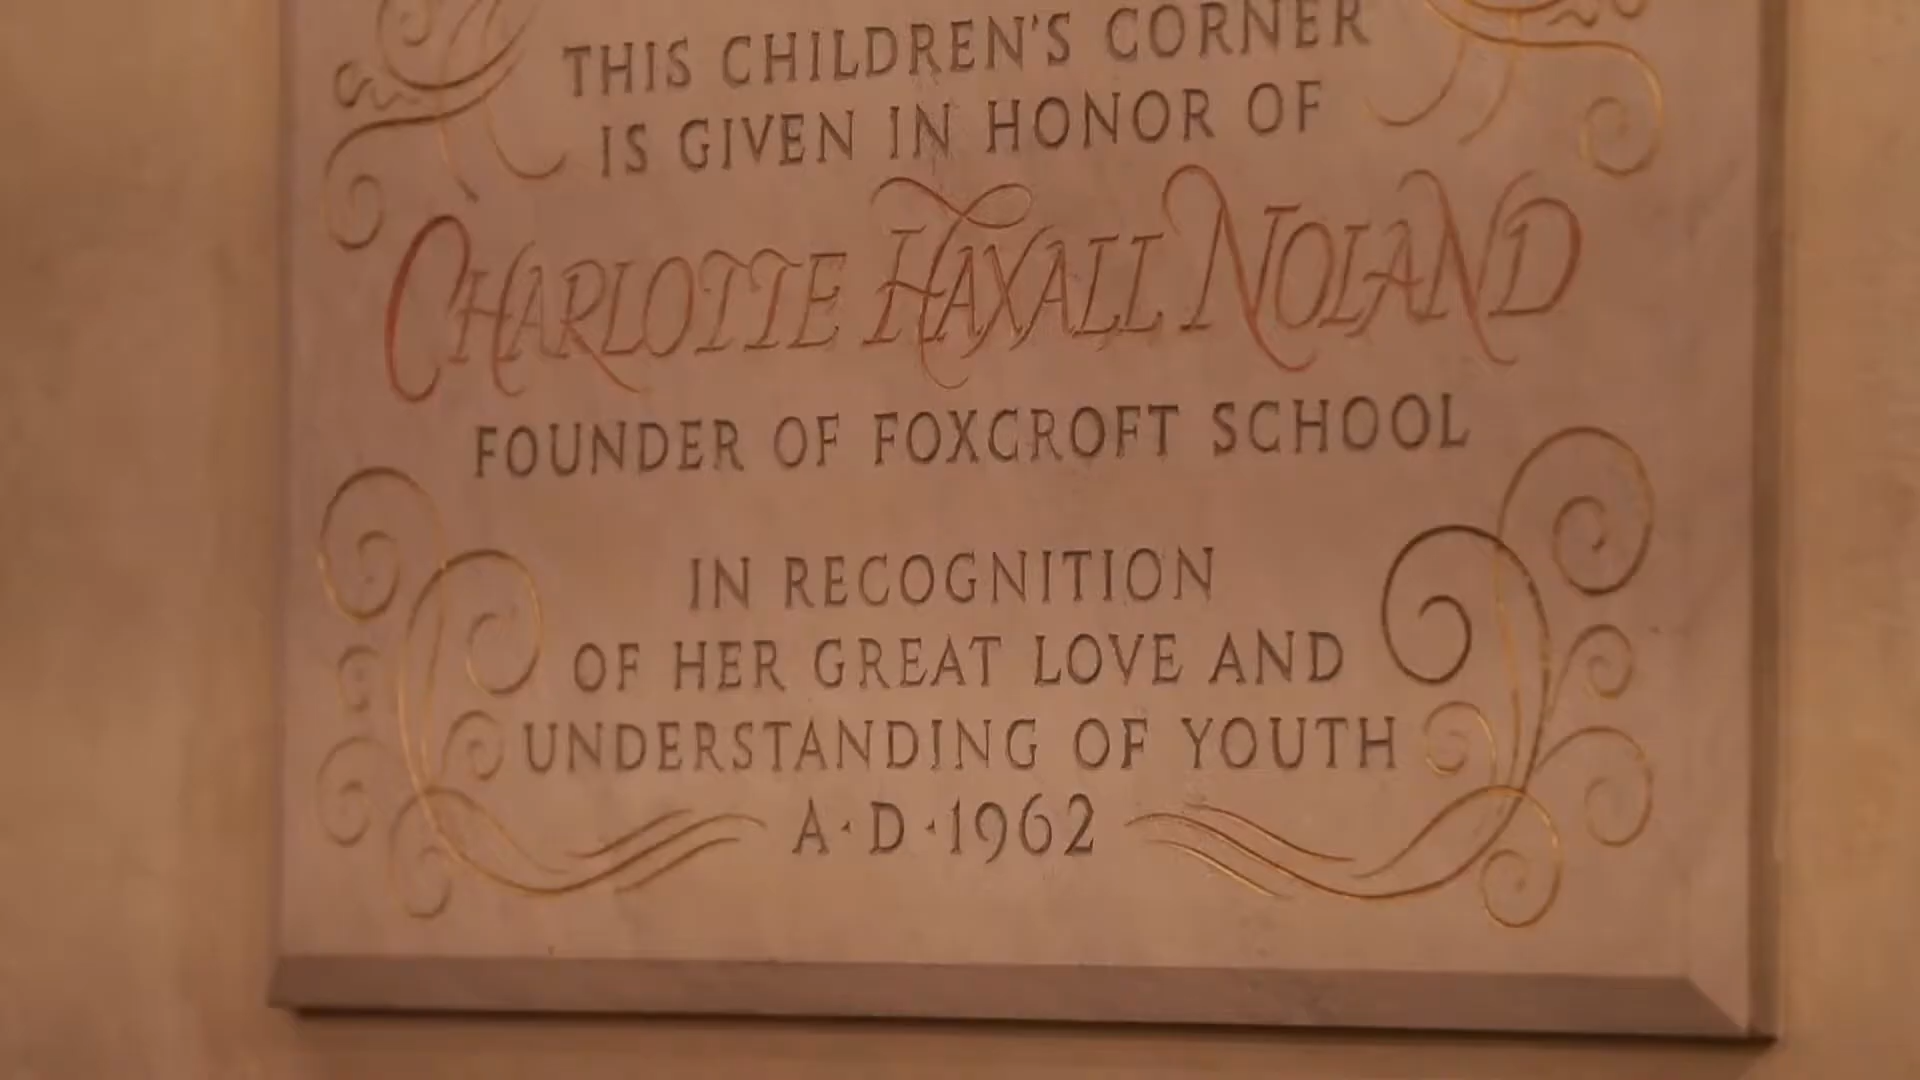 THIS CHILDREN'S CORNER
IS GIVEN IN HONOR OF
CHARLOTTE HAXALL NOLAND
FOUNDER OF FOXCROFT SCHOOL
IN RECOGNITION
OF HER GREAT LOVE AND
UNDERSTANDING OF YOUTH
A·D·1962